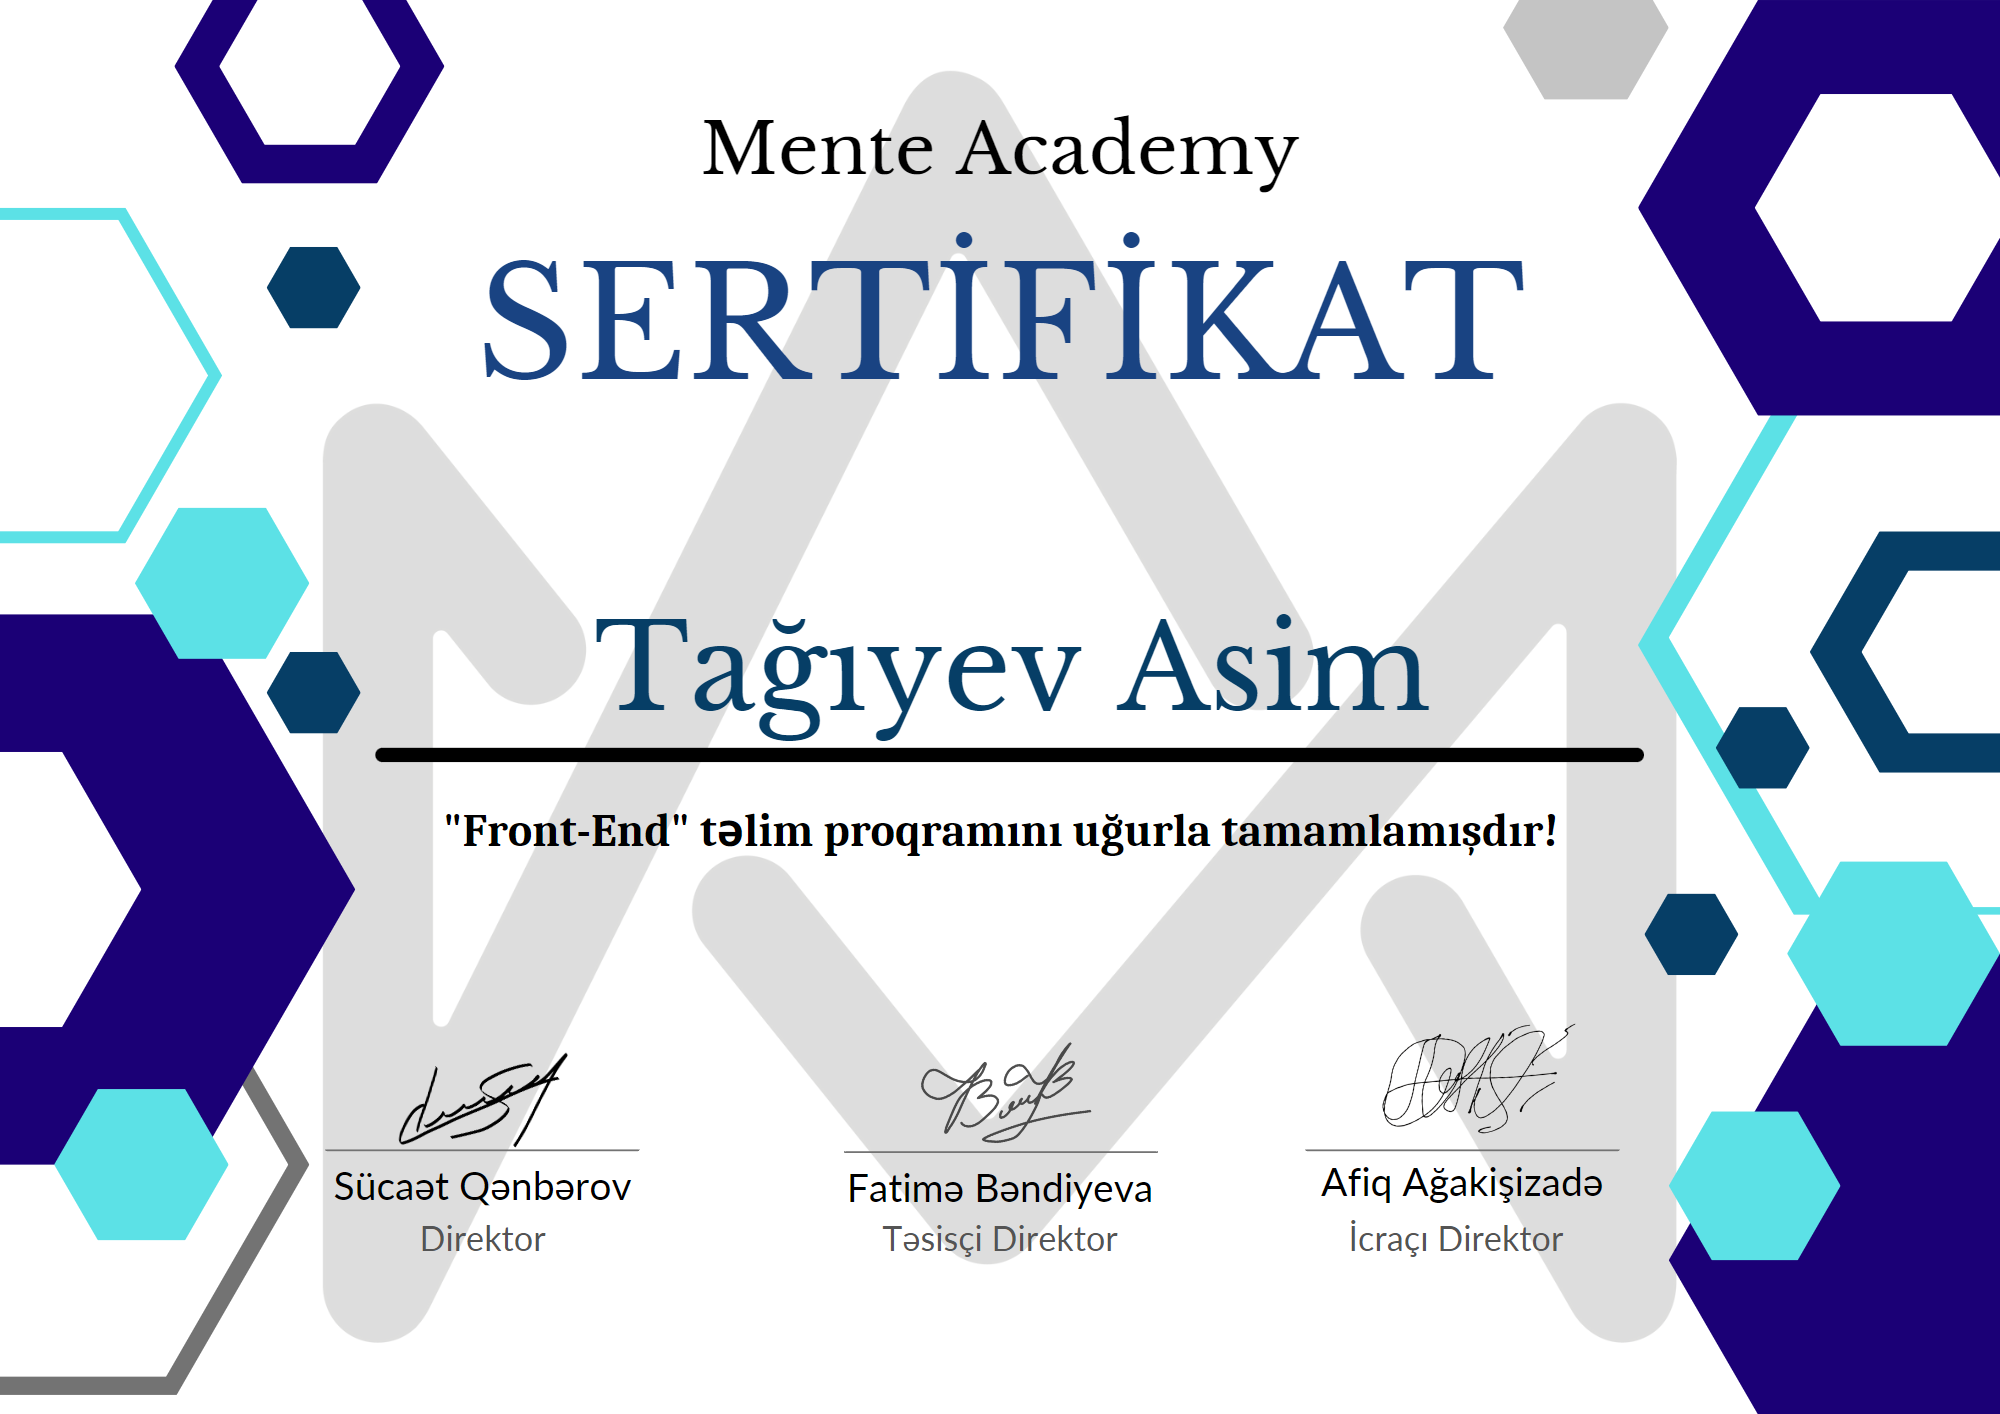 Mente Academy
SERTİFİKAT
Tağıyev Asim
"Front-End" təlim proqramını uğurla tamamlamışdır!
Sücaət Qənbərov
Direktor
Fatimə Bəndiyeva
Təsisçi Direktor
Afiq Ağakişizadə
İcraçı Direktor